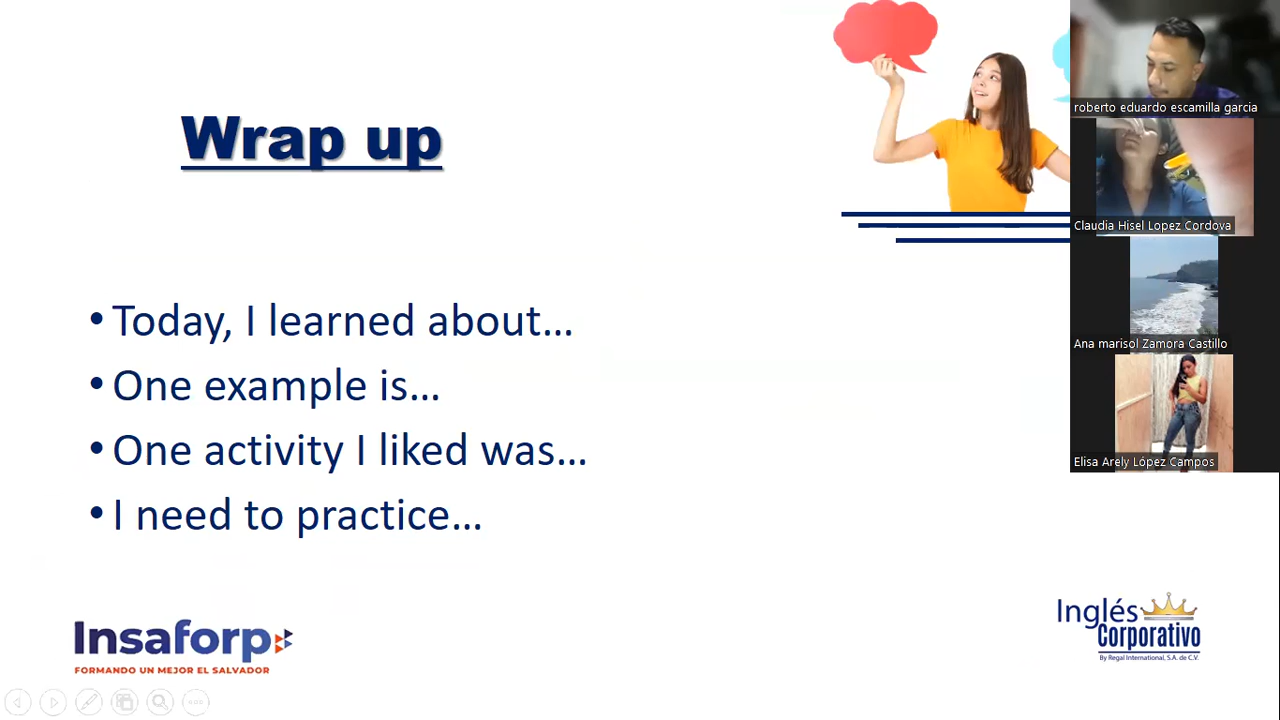 Wrap up
• Today, I learned about...
• One example is...
• One activity I liked was...
• I need to practice...
Insaforp
FORMANDO UN MEJOR EL SALVADOR
Inglés
Corporativo
By Regal International, S.A. de C.V.
roberto eduardo escamilla garcia
Claudia Hisel Lopez Cordova
Ana marisol Zamora Castillo
Elisa Arely López Campos